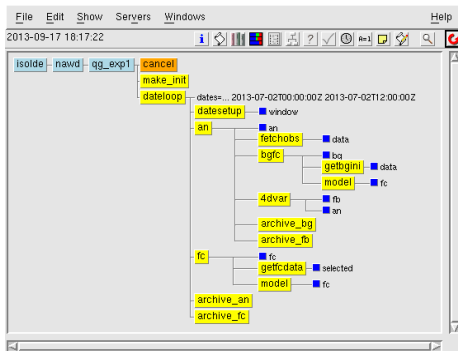 File Edit Show Servers Windows Help
2013-09-17 18:17:22
isolde nawd qg_exp1 cancel
make_init
dateloop dates=... 2013-07-02T00:00:00Z 2013-07-02T12:00:00Z
datesetup window
an an
fetchobs data
bgfc bg
getbgini data
model fc
4dvar fb
an
archive_bg
archive_fb
fc fc
getfcdata selected
model fc
archive_an
archive_fc